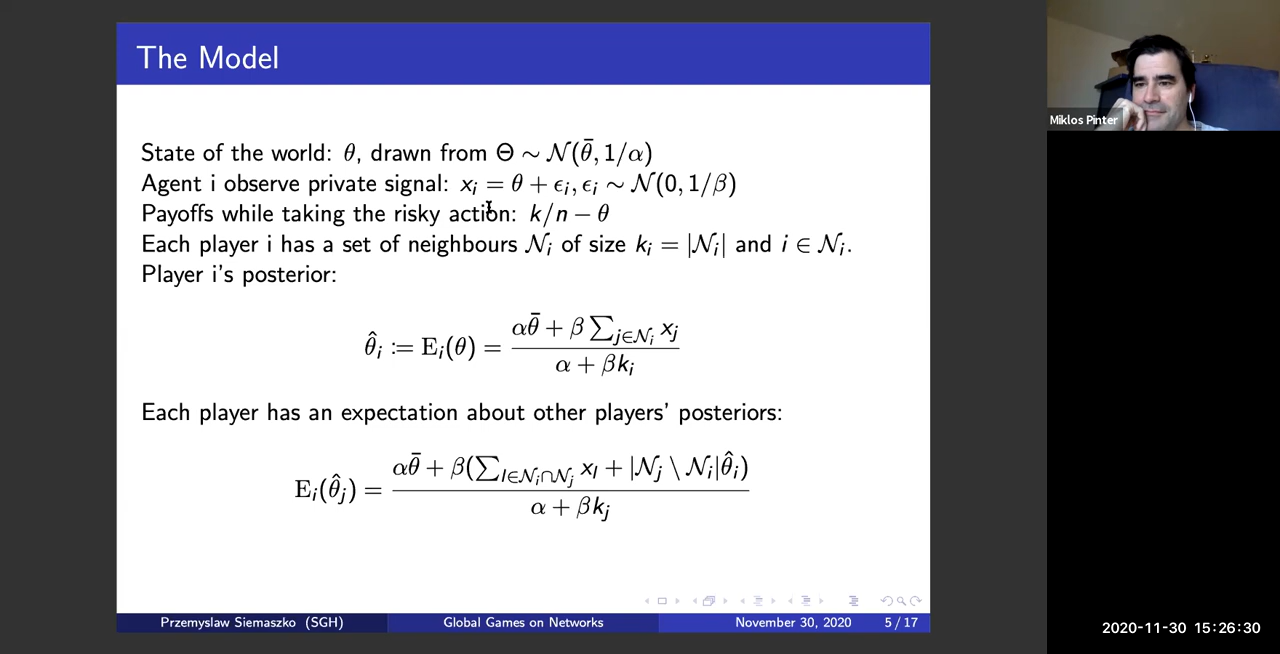 The Model
State of the world: θ, drawn from Θ ∼ 𝒩(θ̄, 1/α)
Agent i observe private signal: xᵢ = θ + ϵᵢ, ϵᵢ ∼ 𝒩(0, 1/β)
Payoffs while taking the risky action: k/n − θ
Each player i has a set of neighbours 𝒩ᵢ of size kᵢ = |𝒩ᵢ| and i ∈ 𝒩ᵢ.
Player i's posterior:
θ̂ᵢ := Eᵢ(θ) = (αθ̄ + β ∑_{j∈𝒩ᵢ} xⱼ) / (α + βkᵢ)
Each player has an expectation about other players' posteriors:
Eᵢ(θ̂ⱼ) = (αθ̄ + β(∑_{l∈𝒩ᵢ∩𝒩ⱼ} x_l + |𝒩ⱼ \ 𝒩ᵢ|θ̂ᵢ)) / (α + βkⱼ)
Przemyslaw Siemaszko (SGH) Global Games on Networks November 30, 2020 5 / 17
Miklos Pinter
2020-11-30 15:26:30